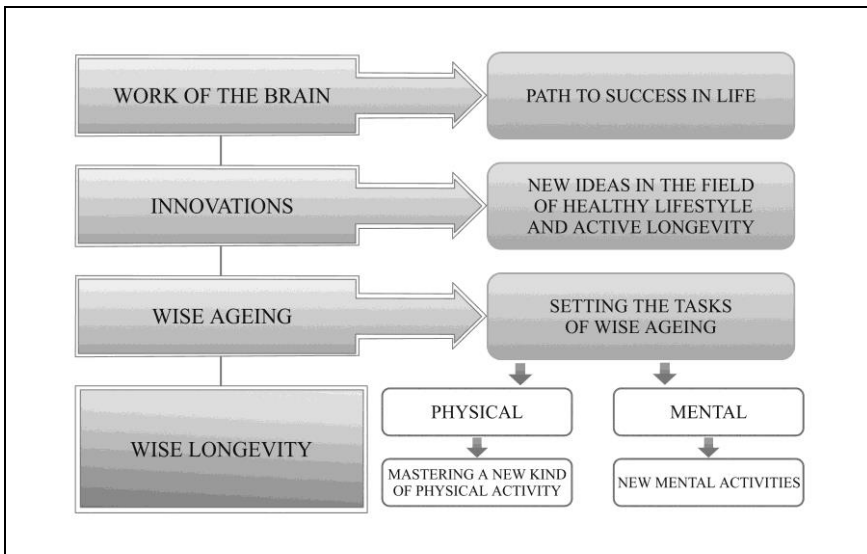 WORK OF THE BRAIN
PATH TO SUCCESS IN LIFE
INNOVATIONS
NEW IDEAS IN THE FIELD
OF HEALTHY LIFESTYLE
AND ACTIVE LONGEVITY
WISE AGEING
SETTING THE TASKS
OF WISE AGEING
WISE LONGEVITY
PHYSICAL
MENTAL
MASTERING A NEW KIND
OF PHYSICAL ACTIVITY
NEW MENTAL ACTIVITIES